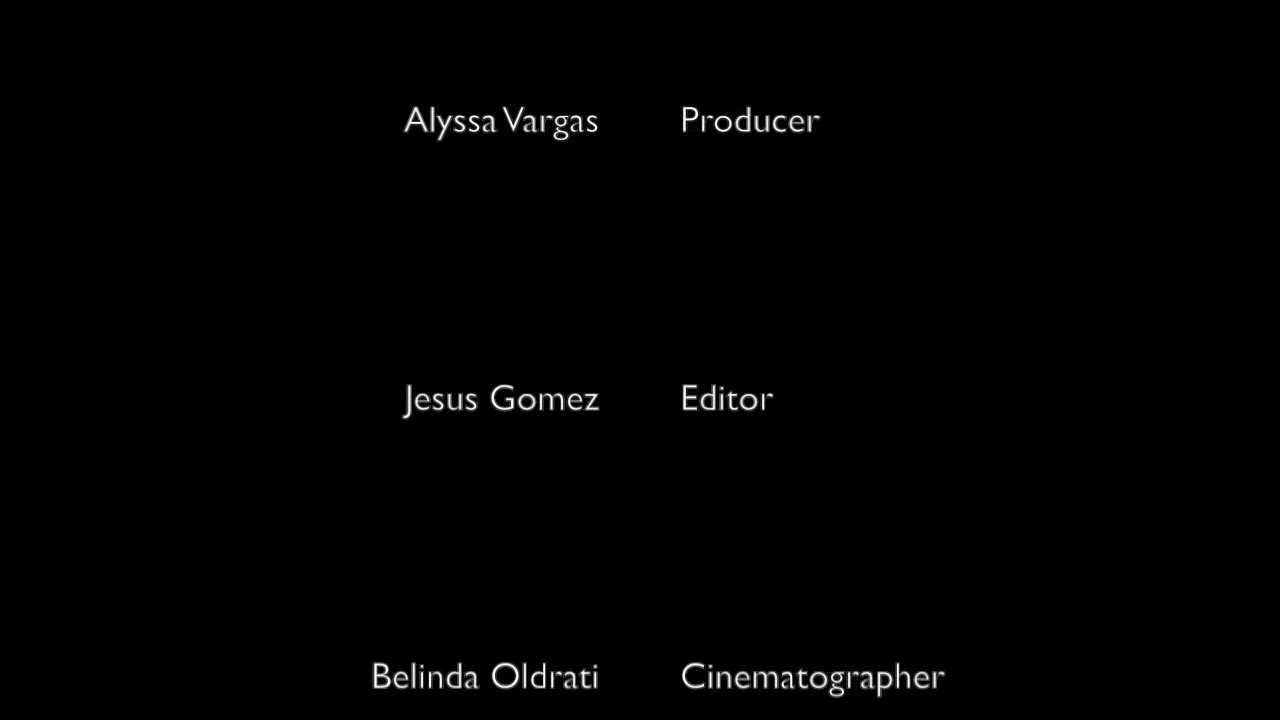 Alyssa Vargas Producer
Jesus Gomez Editor
Belinda Oldrati Cinematographer